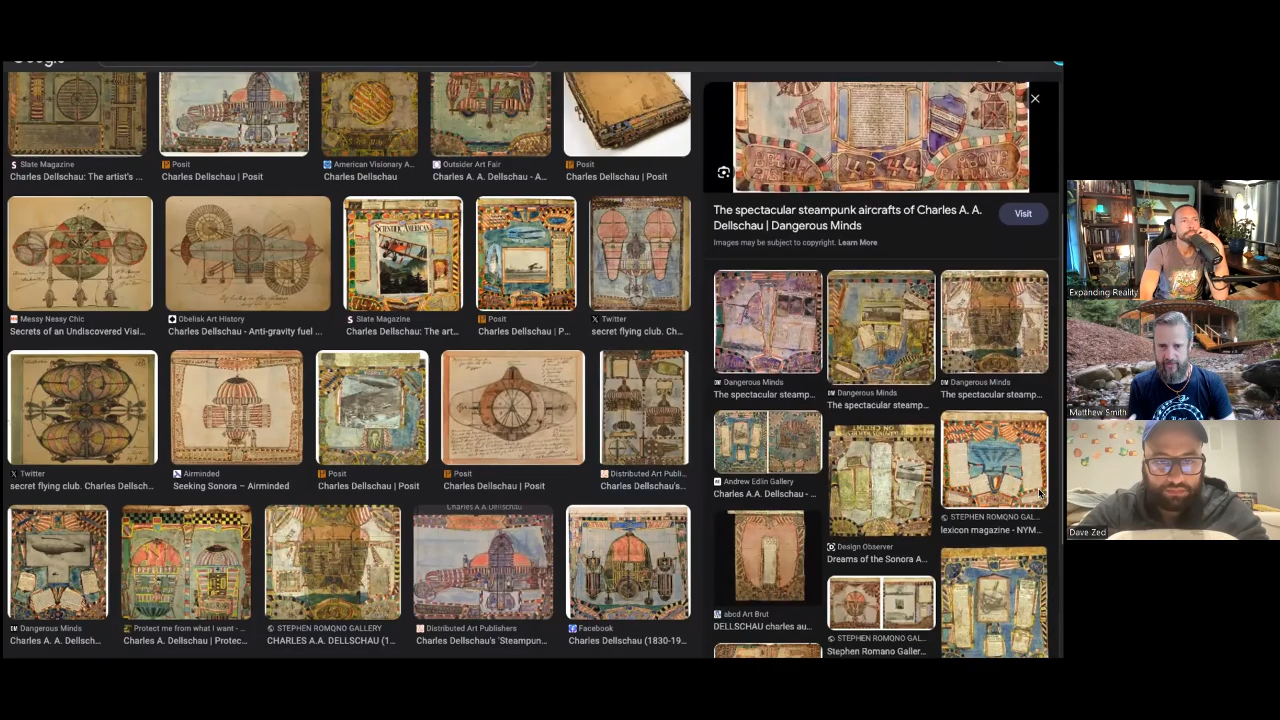 Google
Slate Magazine
Charles Dellschau: The artist's ...
Posit
Charles Dellschau | Posit
American Visionary A...
Charles Dellschau
Outsider Art Fair
Charles A. A. Dellschau - A...
Posit
Charles Dellschau | Posit
Messy Nessy Chic
Secrets of an Undiscovered Visi...
Obelisk Art History
Charles Dellschau - Anti-gravity fuel ...
SCIENTIFIC AMERICAN
Slate Magazine
Charles Dellschau: The art...
Posit
Charles Dellschau | P...
Twitter
secret flying club. Ch...
Twitter
secret flying club. Charles Dellsch...
Airminded
Seeking Sonora – Airminded
Posit
Charles Dellschau | Posit
Posit
Charles Dellschau | Posit
Distributed Art Publi...
Charles Dellschau's...
Dangerous Minds
Charles A. A. Dellsch...
Protect me from what I want - ...
Charles A. Dellschau | Protec...
STEPHEN ROMANO GALLERY
CHARLES A.A. DELLSCHAU (1...
Charles A.A Dellschau
Distributed Art Publishers
Charles Dellschau's 'Steampun...
Facebook
Charles Dellschau (1830-19...
The spectacular steampunk aircrafts of Charles A. A.
Dellschau | Dangerous Minds
Visit
Images may be subject to copyright. Learn More
Dangerous Minds
The spectacular steamp...
Dangerous Minds
The spectacular steamp...
Dangerous Minds
The spectacular steamp...
Andrew Edlin Gallery
Charles A.A. Dellschau - ...
ON CREDIT
Design Observer
Dreams of the Sonora A...
STEPHEN ROMANO GAL...
lexicon magazine - NYM...
abcd Art Brut
DELLSCHAU charles au...
STEPHEN ROMANO GAL...
Stephen Romano Galler...
Expanding Reality
Matthew Smith
Dave Zed